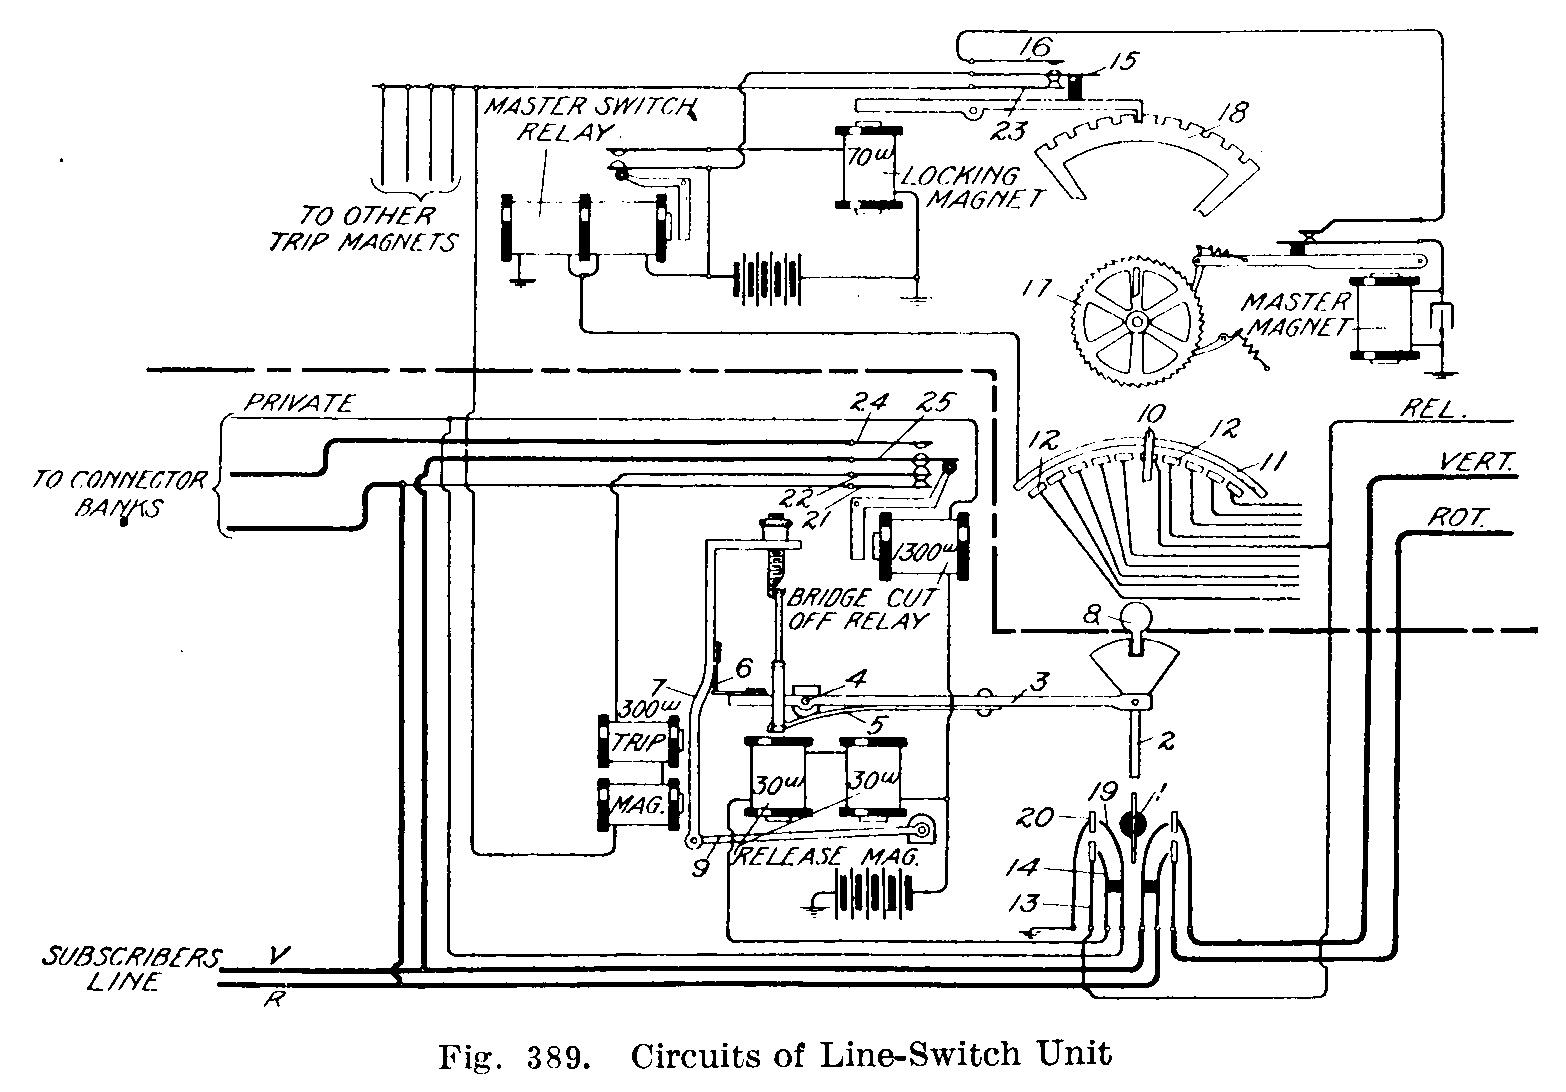 16
15
MASTER SWITCH
RELAY
23
18
70ω
LOCKING
MAGNET
TO OTHER
TRIP MAGNETS
17
MASTER
MAGNET
PRIVATE
24
25
10
REL.
12
12
11
TO CONNECTOR
BANKS
VERT.
22
21
ROT.
1300ω
BRIDGE CUT
OFF RELAY
8
6
4
3
7
300ω
5
TRIP
2
30ω
30ω
MAG.
19
1
20
9
RELEASE MAG.
14
13
SUBSCRIBERS
LINE
V
R
Fig. 389. Circuits of Line-Switch Unit